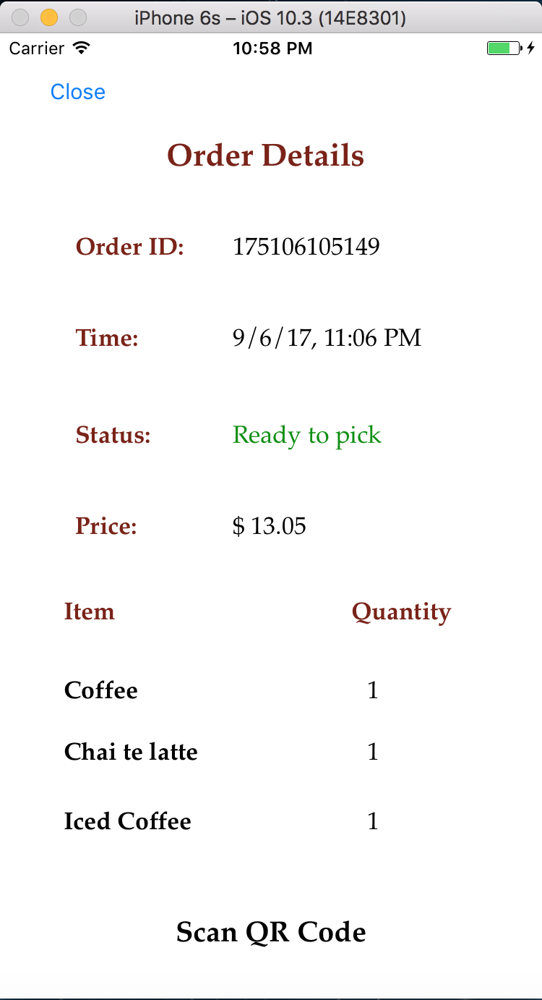 iPhone 6s – iOS 10.3 (14E8301)
Carrier 10:58 PM
Close
Order Details
Order ID: 175106105149
Time: 9/6/17, 11:06 PM
Status: Ready to pick
Price: $ 13.05
Item Quantity
Coffee 1
Chai te latte 1
Iced Coffee 1
Scan QR Code